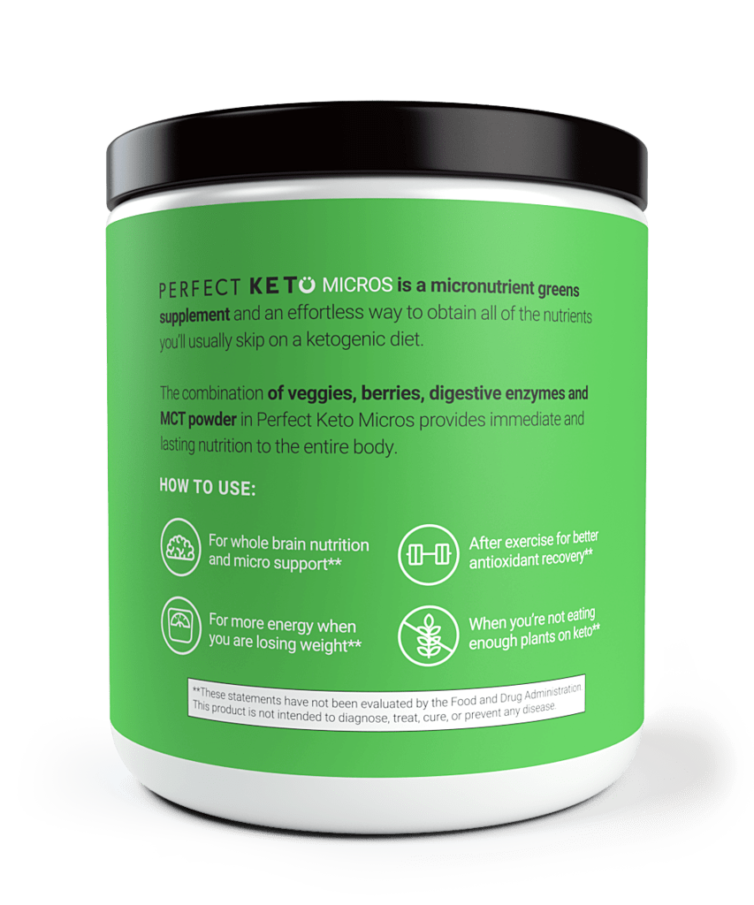 PERFECT KETO MICROS is a micronutrient greens
supplement and an effortless way to obtain all of the nutrients
you'll usually skip on a ketogenic diet.
The combination of veggies, berries, digestive enzymes and
MCT powder in Perfect Keto Micros provides immediate and
lasting nutrition to the entire body.
HOW TO USE:
For whole brain nutrition
and micro support**
After exercise for better
antioxidant recovery**
For more energy when
you are losing weight**
When you're not eating
enough plants on keto**
**These statements have not been evaluated by the Food and Drug Administration
This product is not intended to diagnose, treat, cure, or prevent any disease.